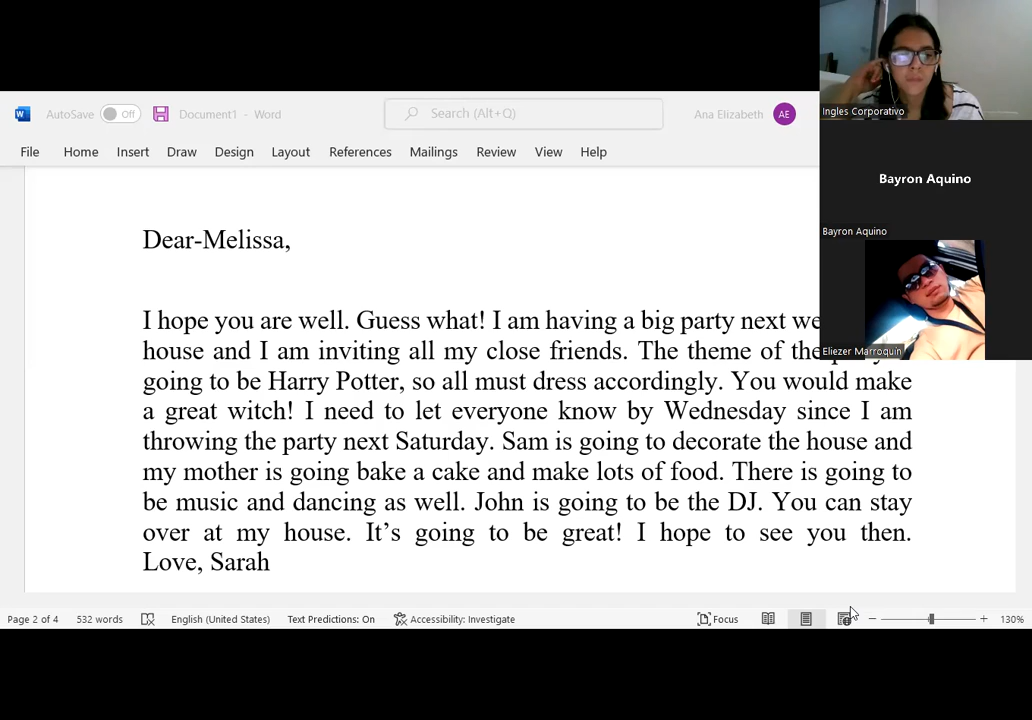 Ingles Corporativo
AutoSave Off Document1 - Word Search (Alt+Q) Ana Elizabeth AE
File Home Insert Draw Design Layout References Mailings Review View Help
Bayron Aquino
Bayron Aquino
Eliezer Marroquin
Dear-Melissa,
I hope you are well. Guess what! I am having a big party next
house and I am inviting all my close friends. The theme of the
going to be Harry Potter, so all must dress accordingly. You would make
a great witch! I need to let everyone know by Wednesday since I am
throwing the party next Saturday. Sam is going to decorate the house and
my mother is going bake a cake and make lots of food. There is going to
be music and dancing as well. John is going to be the DJ. You can stay
over at my house. It’s going to be great! I hope to see you then.
Love, Sarah
Page 2 of 4 532 words English (United States) Text Predictions: On Accessibility: Investigate Focus 130%